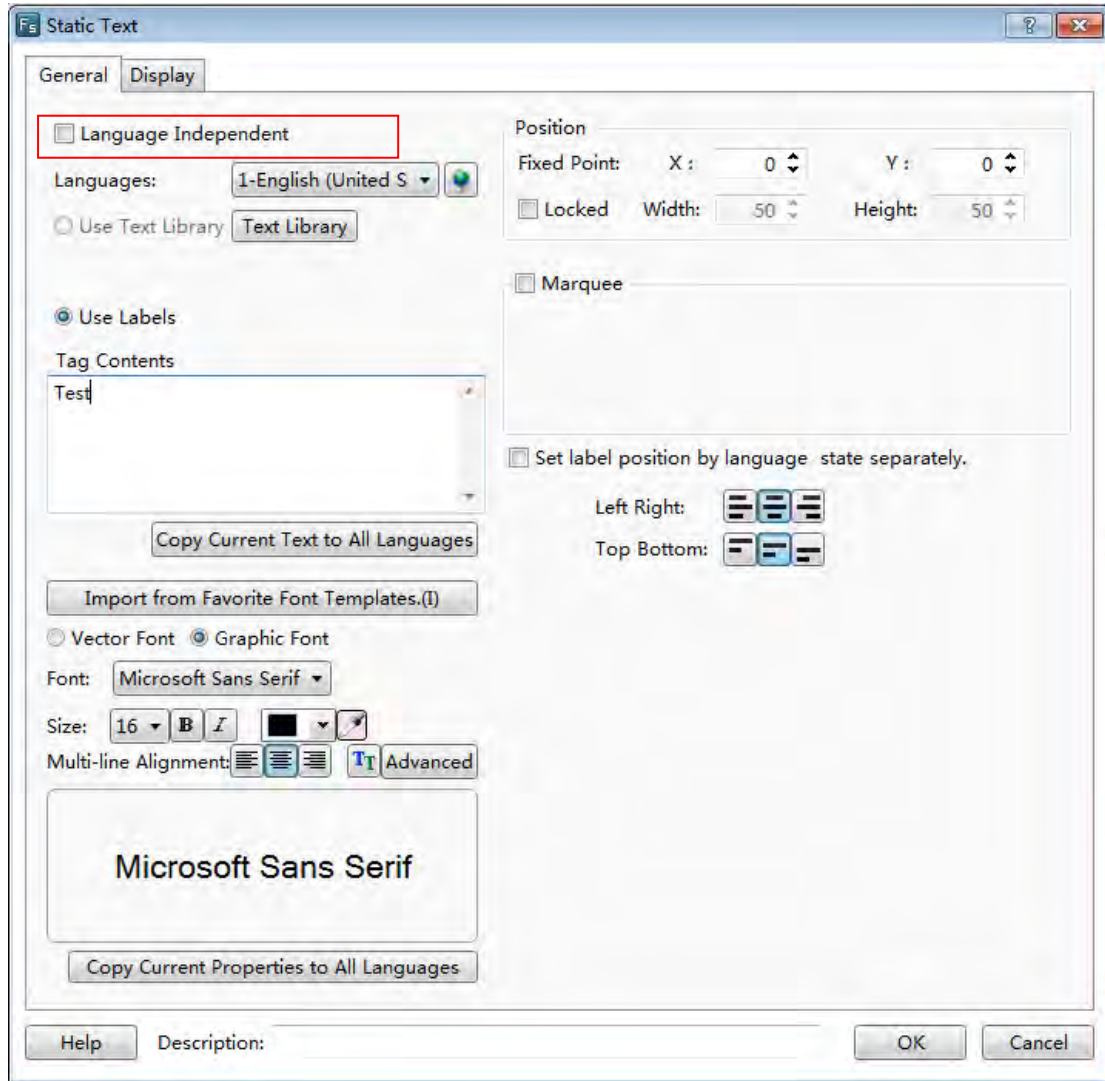 Fs Static Text
General Display
Language Independent
Languages: 1-English (United S
Use Text Library Text Library
Use Labels
Tag Contents
Test
Copy Current Text to All Languages
Import from Favorite Font Templates.(I)
Vector Font Graphic Font
Font: Microsoft Sans Serif
Size: 16 B I
Multi-line Alignment: TT Advanced
Microsoft Sans Serif
Copy Current Properties to All Languages
Position
Fixed Point: X : 0 Y : 0
Locked Width: 50 Height: 50
Marquee
Set label position by language state separately.
Left Right:
Top Bottom:
Help Description: OK Cancel